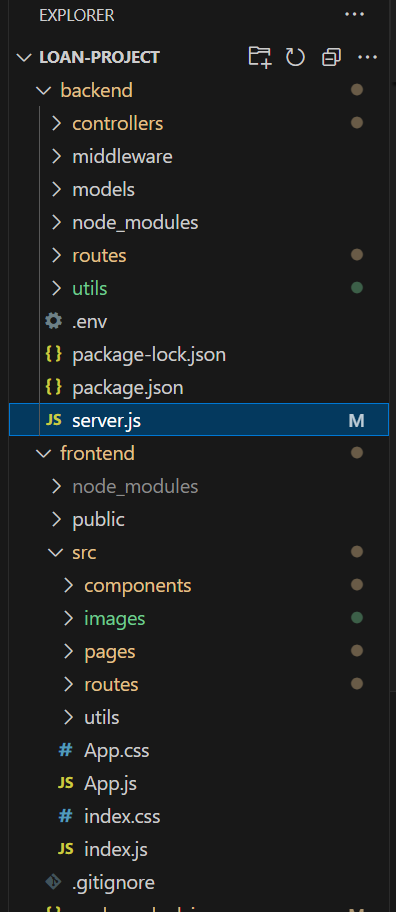 EXPLORER
LOAN-PROJECT
backend
controllers
middleware
models
node_modules
routes
utils
.env
{} package-lock.json
{} package.json
JS server.js M
frontend
node_modules
public
src
components
images
pages
routes
utils
# App.css
JS App.js
# index.css
JS index.js
.gitignore